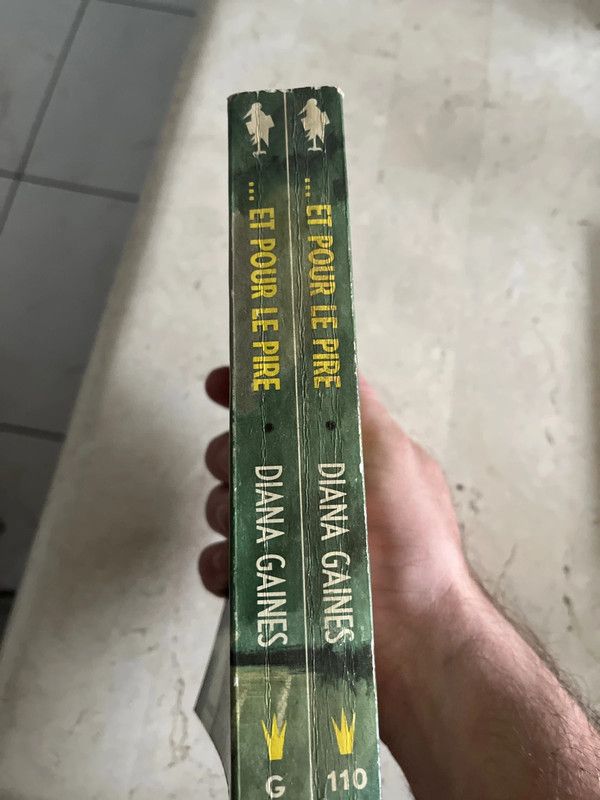 ... ET POUR LE PIRE • DIANA GAINES
G
... ET POUR LE PIRE • DIANA GAINES
110